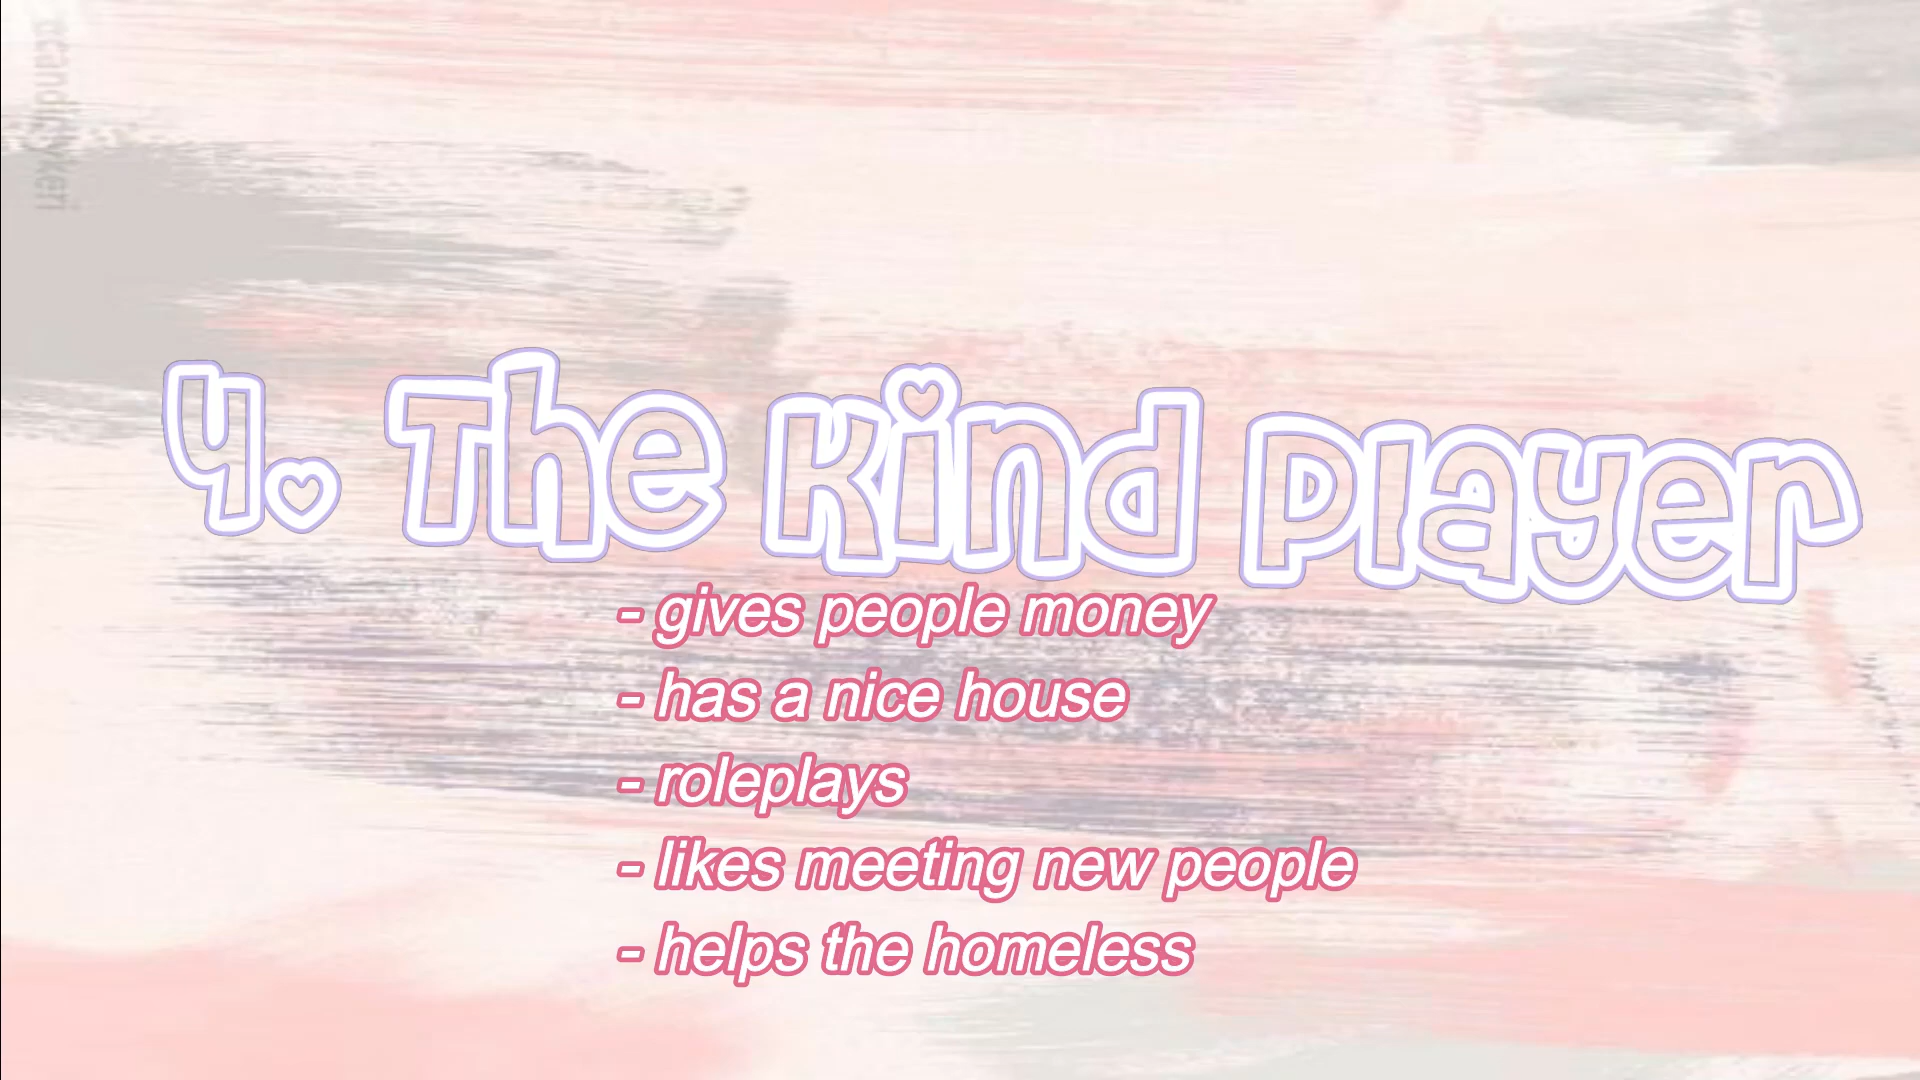 4. The Kind Player
- gives people money
- has a nice house
- roleplays
- likes meeting new people
- helps the homeless